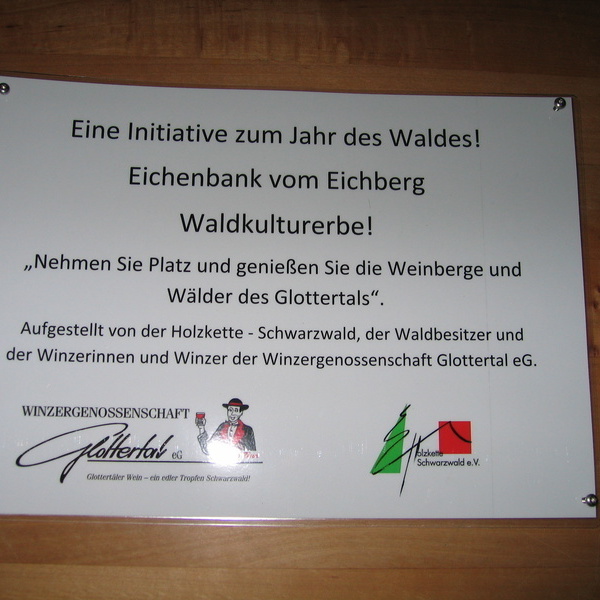 Eine Initiative zum Jahr des Waldes!
Eichenbank vom Eichberg
Waldkulturerbe!
„Nehmen Sie Platz und genießen Sie die Weinberge und
Wälder des Glottertals“.
Aufgestellt von der Holzkette - Schwarzwald, der Waldbesitzer und
der Winzerinnen und Winzer der Winzergenossenschaft Glottertal eG.
WINZERGENOSSENSCHAFT
Glottertal eG
Glottertäler Wein – ein edler Tropfen Schwarzwald!
Holzkette
Schwarzwald e.V.